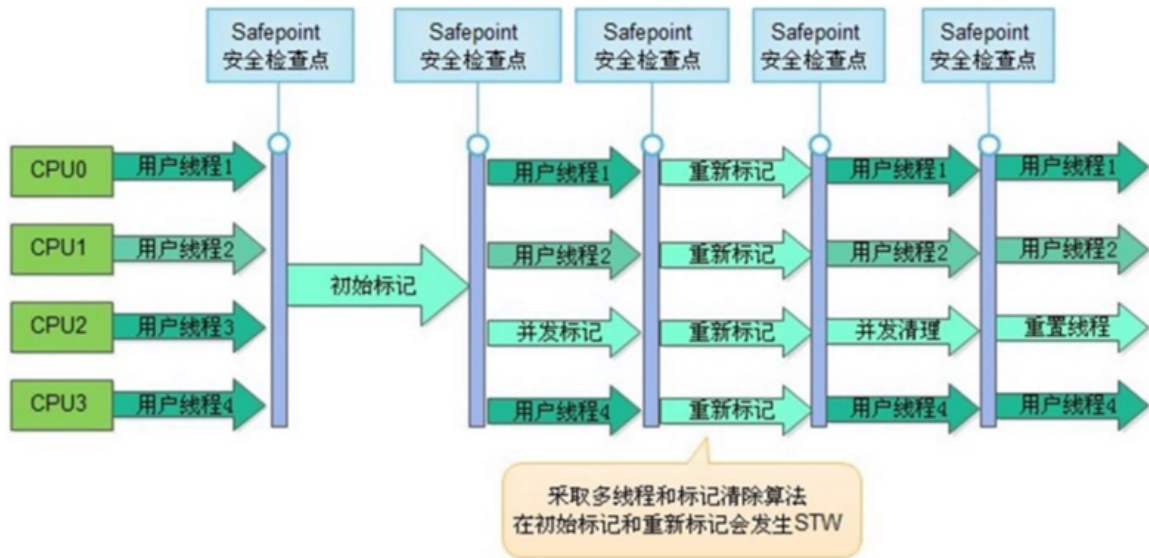 Safepoint
安全检查点
Safepoint
安全检查点
Safepoint
安全检查点
Safepoint
安全检查点
Safepoint
安全检查点
CPU0
用户线程1
用户线程1
重新标记
用户线程1
用户线程1
CPU1
用户线程2
用户线程2
重新标记
用户线程2
用户线程2
初始标记
CPU2
用户线程3
并发标记
重新标记
并发清理
重置线程
CPU3
用户线程4
用户线程4
重新标记
用户线程4
用户线程4
采取多线程和标记清除算法
在初始标记和重新标记会发生STW